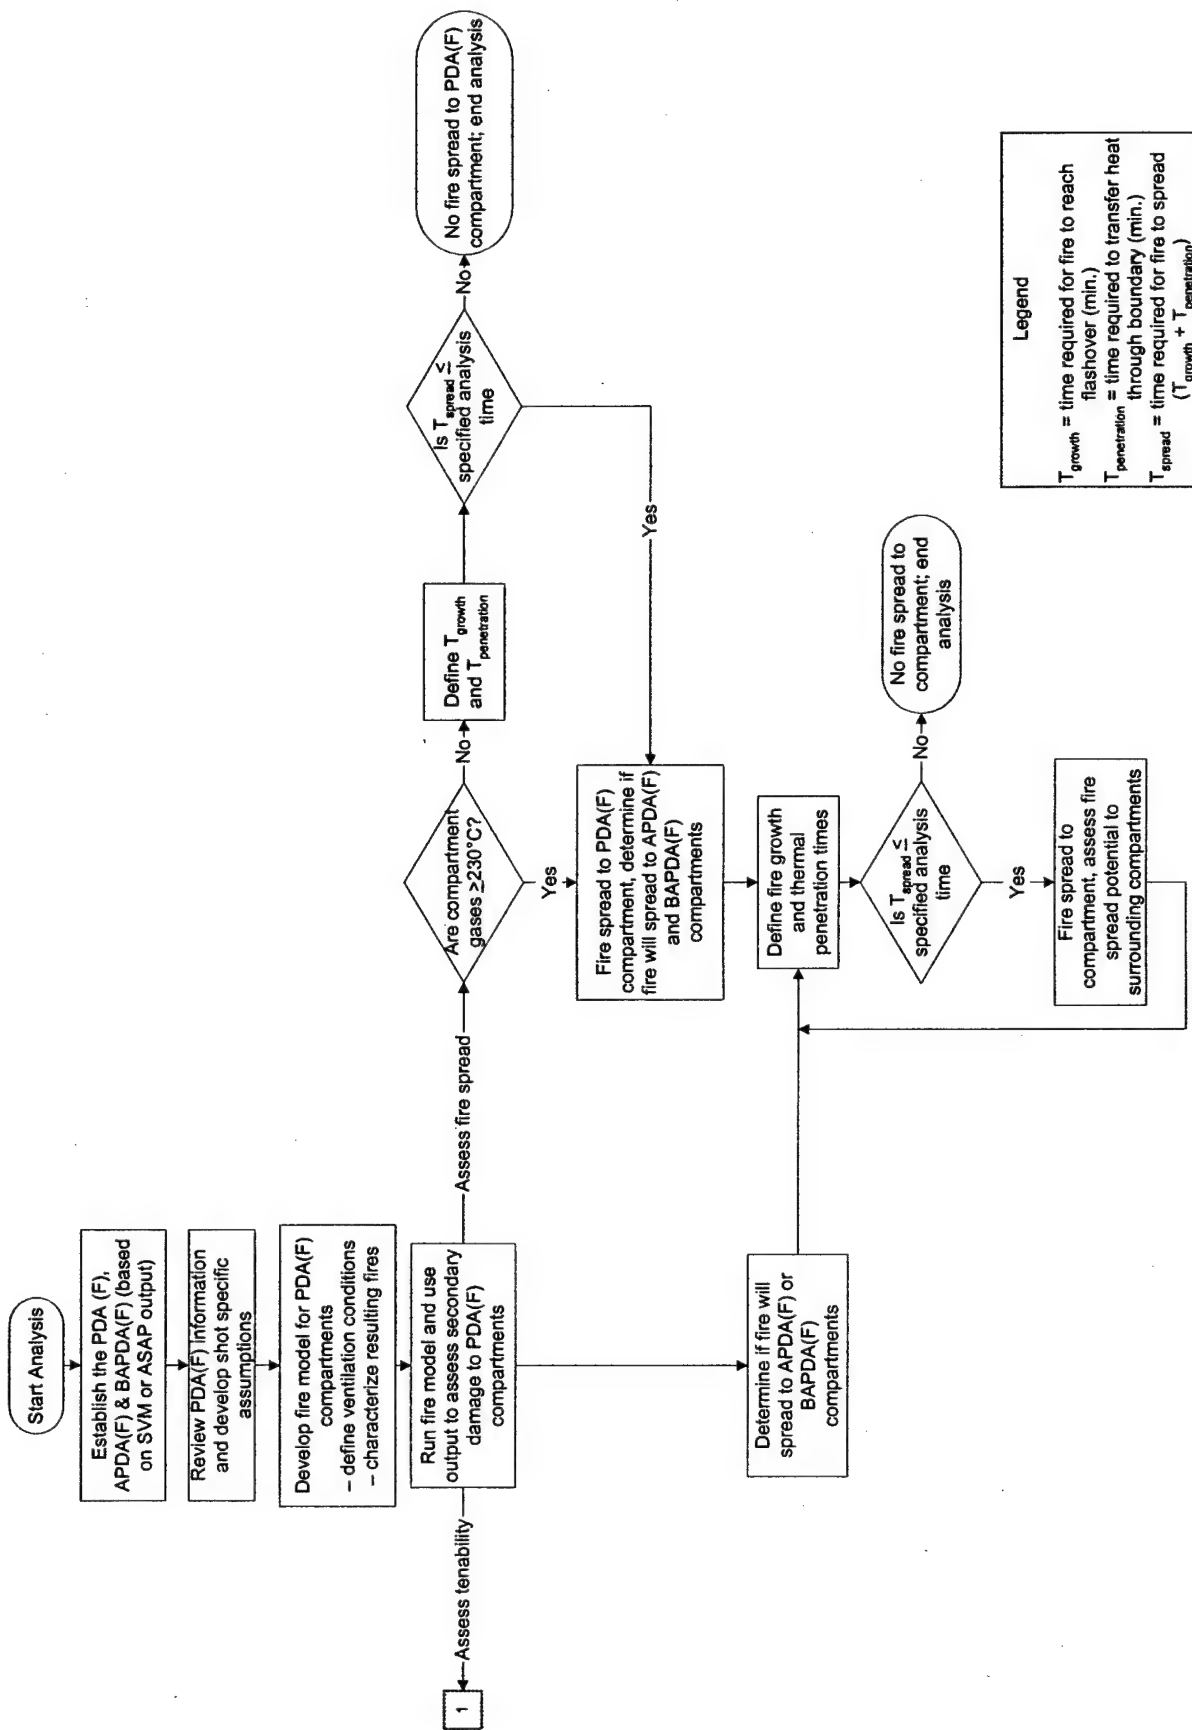 Start Analysis
Establish the PDA (F),
APDA(F) & BAPDA(F) (based
on SVM or ASAP output)
Review PDA(F) information
and develop shot specific
assumptions
Develop fire model for PDA(F)
compartments
– define ventilation conditions
– characterize resulting fires
Run fire model and use
output to assess secondary
damage to PDA(F)
compartments
Assess tenability
1
Assess fire spread
Are compartment
gases ≥230°C?
No
Define Tgrowth
and Tpenetration
Is Tspread ≤
specified analysis
time
No
No fire spread to PDA(F)
compartment; end analysis
Yes
Yes
Fire spread to PDA(F)
compartment, determine if
fire will spread to APDA(F)
and BAPDA(F)
compartments
Determine if fire will
spread to APDA(F) or
BAPDA(F)
compartments
Define fire growth
and thermal
penetration times
Is Tspread ≤
specified analysis
time
No
No fire spread to
compartment; end
analysis
Yes
Fire spread to
compartment, assess fire
spread potential to
surrounding compartments
Legend
Tgrowth = time required for fire to reach
flashover (min.)
Tpenetration = time required to transfer heat
through boundary (min.)
Tspread = time required for fire to spread
(Tgrowth + Tpenetration)